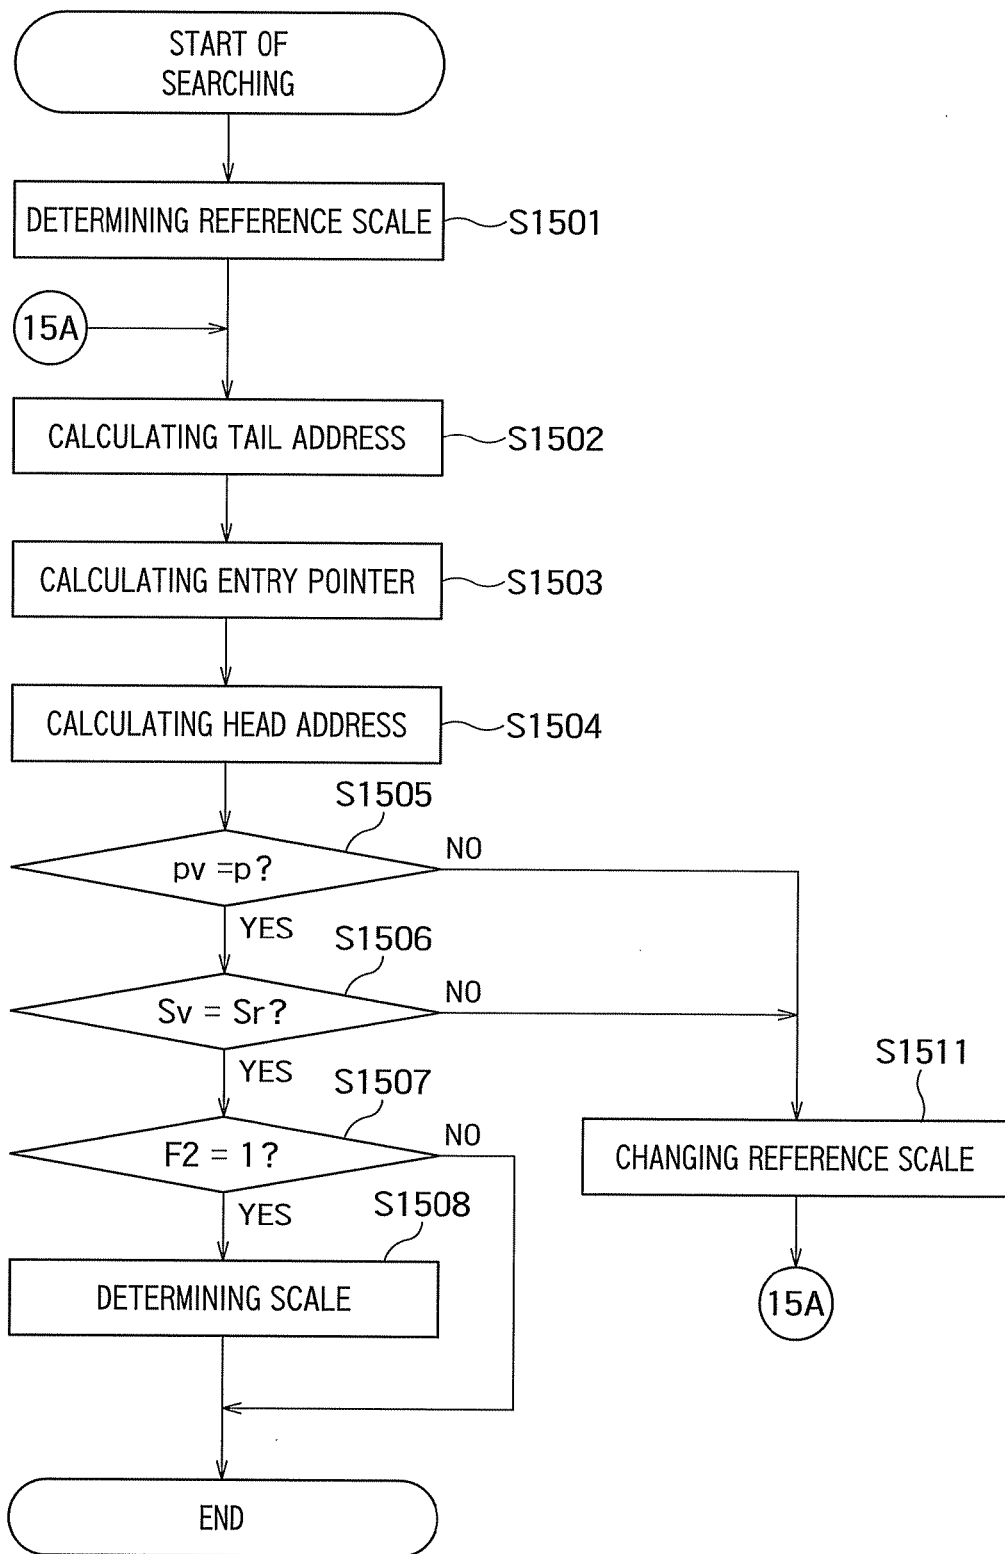 START OF
SEARCHING
DETERMINING REFERENCE SCALE
S1501
15A
CALCULATING TAIL ADDRESS
S1502
CALCULATING ENTRY POINTER
S1503
CALCULATING HEAD ADDRESS
S1504
S1505
pv =p?
NO
YES
S1506
Sv = Sr?
NO
YES
S1507
F2 = 1?
NO
YES
S1511
CHANGING REFERENCE SCALE
15A
S1508
DETERMINING SCALE
END